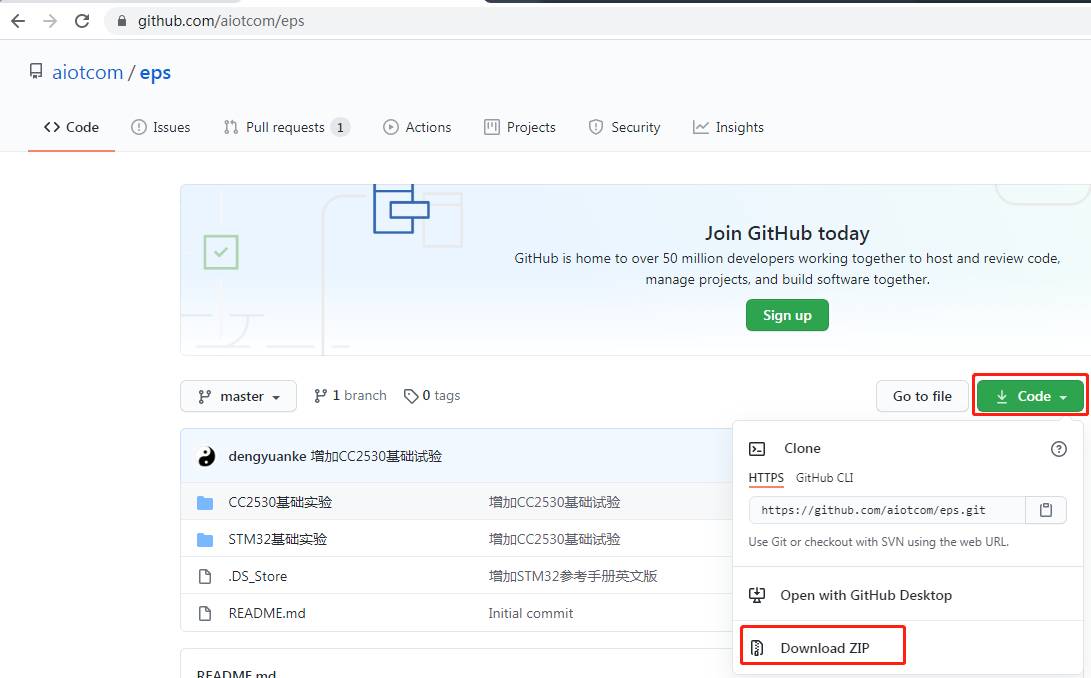 github.com/aiotcom/eps
aiotcom / eps
Code Issues Pull requests 1 Actions Projects Security Insights
Join GitHub today
GitHub is home to over 50 million developers working together to host and review code,
manage projects, and build software together.
Sign up
master 1 branch 0 tags Go to file Code
dengyuanke 增加CC2530基础试验
CC2530基础实验 增加CC2530基础试验
STM32基础实验 增加CC2530基础试验
.DS_Store 增加STM32参考手册英文版
README.md Initial commit
README.md
Clone
HTTPS GitHub CLI
https://github.com/aiotcom/eps.git
Use Git or checkout with SVN using the web URL.
Open with GitHub Desktop
Download ZIP